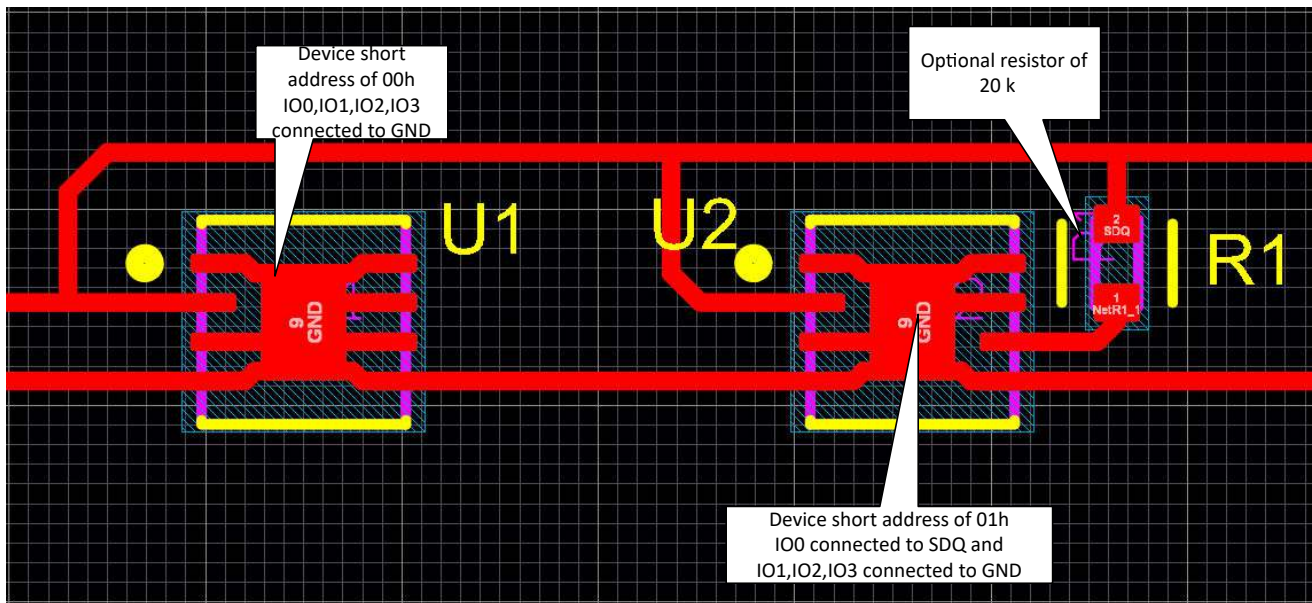 Device short
address of 00h
IO0,IO1,IO2,IO3
connected to GND
Optional resistor of
20 k
U1
U2
R1
2
SDQ
1
NetR1_1
9
GND
9
GND
Device short address of 01h
IO0 connected to SDQ and
IO1,IO2,IO3 connected to GND